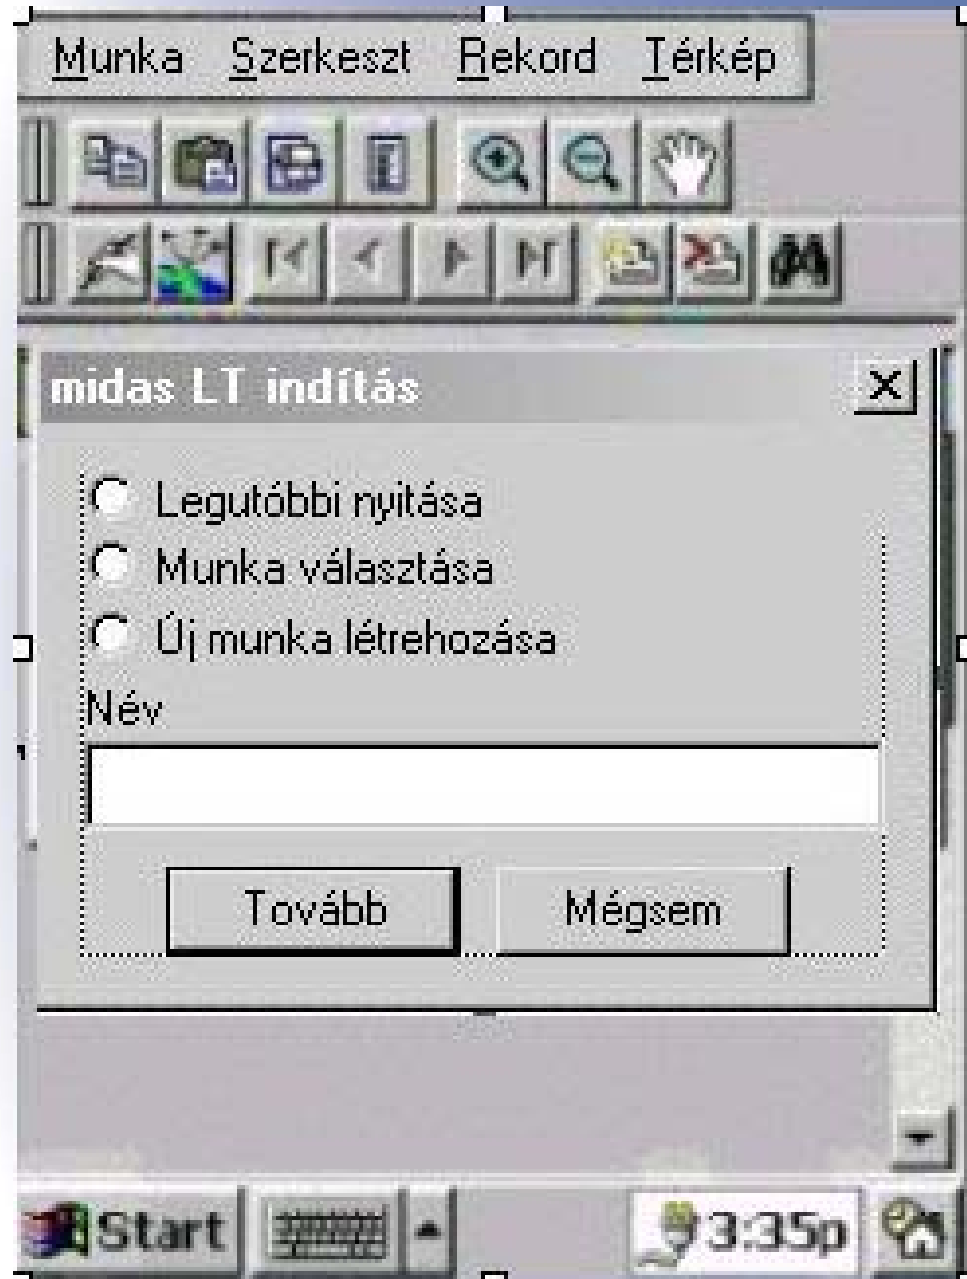 Munka Szerkeszt Rekord Térkép
midas LT indítás
Legutóbbi nyitása
Munka választása
Új munka létrehozása
Név
Tovább Mégsem
Start 3:35p